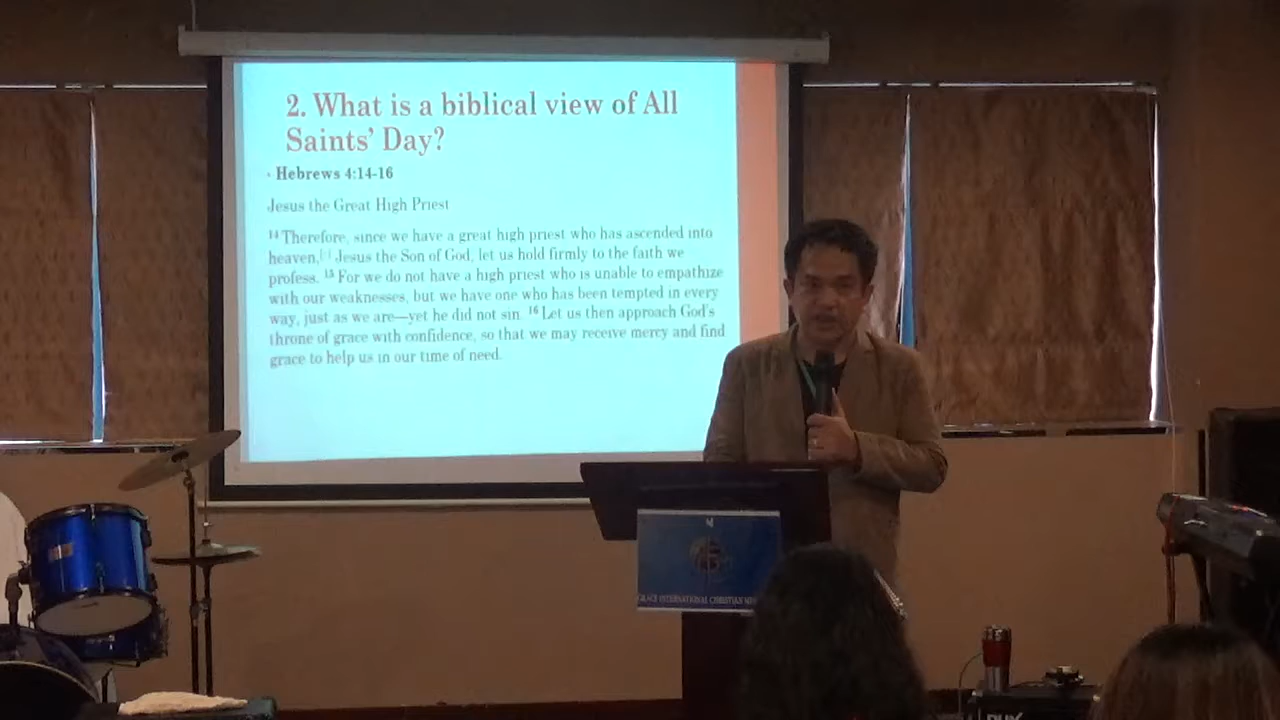 2. What is a biblical view of All
Saints' Day?
· Hebrews 4:14-16
Jesus the Great High Priest
14 Therefore, since we have a great high priest who has ascended into
heaven, Jesus the Son of God, let us hold firmly to the faith we
profess. 15 For we do not have a high priest who is unable to empathize
with our weaknesses, but we have one who has been tempted in every
way, just as we are—yet he did not sin. 16 Let us then approach God's
throne of grace with confidence, so that we may receive mercy and find
grace to help us in our time of need.
GRACE INTERNATIONAL CHRISTIAN